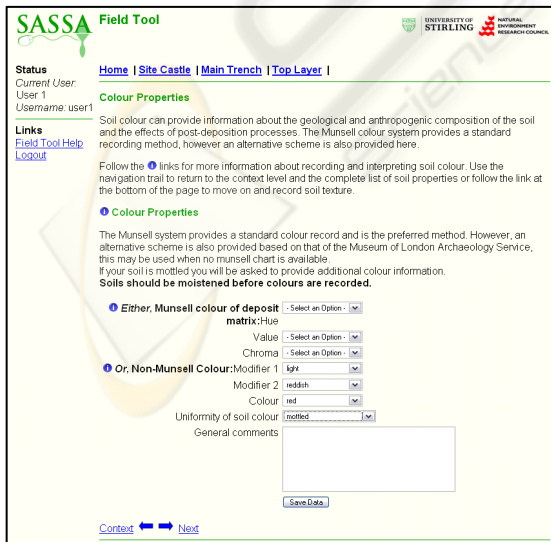 SASSA
Field Tool
UNIVERSITY OF
STIRLING
NATURAL
ENVIRONMENT
RESEARCH COUNCIL
Status
Current User:
User 1
Username: user1
Links
Field Tool Help
Logout
Home | Site Castle | Main Trench | Top Layer |
Colour Properties
Soil colour can provide information about the geological and anthropogenic composition of the soil
and the effects of post-deposition processes. The Munsell colour system provides a standard
recording method, however an alternative scheme is also provided here.
Follow the i links for more information about recording and interpreting soil colour. Use the
navigation trail to return to the context level and the complete list of soil properties or follow the link at
the bottom of the page to move on and record soil texture.
i Colour Properties
The Munsell system provides a standard colour record and is the preferred method. However, an
alternative scheme is also provided based on that of the Museum of London Archaeology Service,
this may be used when no munsell chart is available.
If your soil is mottled you will be asked to provide additional colour information.
Soils should be moistened before colours are recorded.
i Either, Munsell colour of deposit - Select an Option -
matrix:Hue
Value - Select an Option -
Chroma - Select an Option -
i Or, Non-Munsell Colour:Modifier 1 light
Modifier 2 reddish
Colour red
Uniformity of soil colour mottled
General comments
Save Data
Context Next